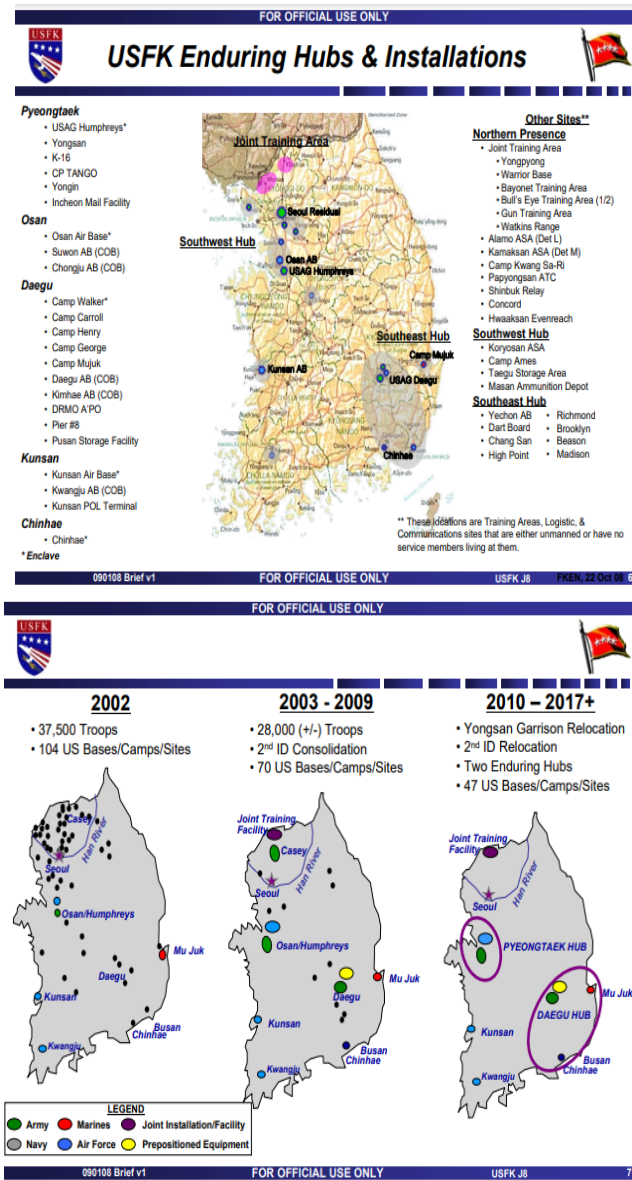 FOR OFFICIAL USE ONLY
USFK
USFK Enduring Hubs & Installations
Pyeongtaek
• USAG Humphreys*
• Yongsan
• K-16
• CP TANGO
• Yongin
• Incheon Mail Facility
Osan
• Osan Air Base*
• Suwon AB (COB)
• Chongju AB (COB)
Daegu
• Camp Walker*
• Camp Carroll
• Camp Henry
• Camp George
• Camp Mujuk
• Daegu AB (COB)
• Kimhae AB (COB)
• DRMO A'PO
• Pier #8
• Pusan Storage Facility
Kunsan
• Kunsan Air Base*
• Kwangju AB (COB)
• Kunsan POL Terminal
Chinhae
• Chinhae*
* Enclave
Joint Training Area
Seoul Residual
Southwest Hub
Osan AB
USAG Humphreys
Southeast Hub
Camp Mujuk
Kunsan AB
USAG Daegu
Chinhae
Other Sites**
Northern Presence
• Joint Training Area
• Yongpyong
• Warrior Base
• Bayonet Training Area
• Bull's Eye Training Area (1/2)
• Gun Training Area
• Watkins Range
• Alamo ASA (Det L)
• Kamaksan ASA (Det M)
• Camp Kwang Sa-Ri
• Papyongsan ATC
• Shinbuk Relay
• Concord
• Hwaaksan Evenreach
Southwest Hub
• Koryosan ASA
• Camp Ames
• Taegu Storage Area
• Masan Ammunition Depot
Southeast Hub
• Yechon AB • Richmond
• Dart Board • Brooklyn
• Chang San • Beason
• High Point • Madison
** These locations are Training Areas, Logistic, &
Communications sites that are either unmanned or have no
service members living at them.
090108 Brief v1 FOR OFFICIAL USE ONLY USFK J8 FKEN, 22 Oct 08 6
FOR OFFICIAL USE ONLY
USFK
2002
• 37,500 Troops
• 104 US Bases/Camps/Sites
Casey
Han River
Seoul
Osan/Humphreys
Mu Juk
Daegu
Kunsan
Busan
Chinhae
Kwangju
2003 - 2009
• 28,000 (+/-) Troops
• 2nd ID Consolidation
• 70 US Bases/Camps/Sites
Joint Training
Facility
Casey
Han River
Seoul
Osan/Humphreys
Mu Juk
Daegu
Kunsan
Busan
Chinhae
Kwangju
2010 – 2017+
• Yongsan Garrison Relocation
• 2nd ID Relocation
• Two Enduring Hubs
• 47 US Bases/Camps/Sites
Joint Training
Facility
Han River
Seoul
PYEONGTAEK HUB
Mu Juk
DAEGU HUB
Kunsan
Busan
Chinhae
Kwangju
LEGEND
Army Marines Joint Installation/Facility
Navy Air Force Prepositioned Equipment
090108 Brief v1 FOR OFFICIAL USE ONLY USFK J8 7